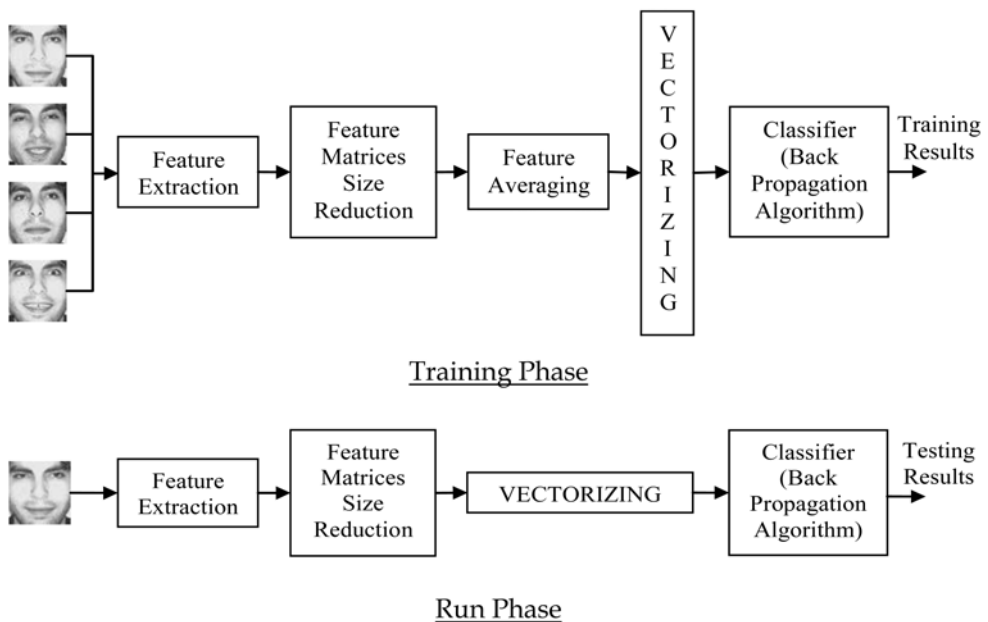 Feature
Extraction
Feature
Matrices
Size
Reduction
Feature
Averaging
V
E
C
T
O
R
I
Z
I
N
G
Classifier
(Back
Propagation
Algorithm)
Training
Results
Training Phase
Feature
Extraction
Feature
Matrices
Size
Reduction
VECTORIZING
Classifier
(Back
Propagation
Algorithm)
Testing
Results
Run Phase